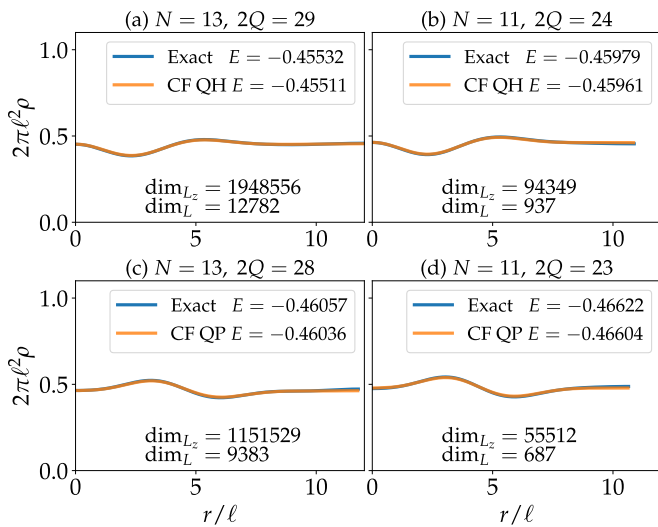 (a) N = 13, 2Q = 29
(b) N = 11, 2Q = 24
1.0
Exact E = −0.45532
CF QH E = −0.45511
Exact E = −0.45979
CF QH E = −0.45961
2πℓ²ρ
0.5
dim_{L_z} = 1948556
dim_L = 12782
dim_{L_z} = 94349
dim_L = 937
0.0
0 5 10
0 5 10
(c) N = 13, 2Q = 28
(d) N = 11, 2Q = 23
1.0
Exact E = −0.46057
CF QP E = −0.46036
Exact E = −0.46622
CF QP E = −0.46604
2πℓ²ρ
0.5
dim_{L_z} = 1151529
dim_L = 9383
dim_{L_z} = 55512
dim_L = 687
0.0
0 5 10
0 5 10
r/ℓ
r/ℓ